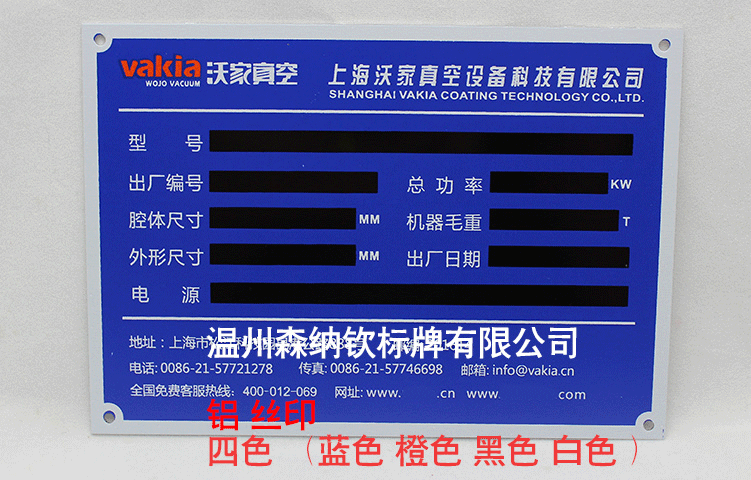 vakia 沃家真空 上海沃家真空设备科技有限公司
WOJO VACUUM SHANGHAI VAKIA COATING TECHNOLOGY CO.,LTD.
型 号
出厂编号 总 功 率 KW
腔体尺寸 MM 机器毛重 T
外形尺寸 MM 出厂日期
电 源
温州森纳钦标牌有限公司
地址: 上海市
电话: 0086-21-57721278 传真: 0086-21-57746698 邮箱: info@vakia.cn
全国免费客服热线: 400-012-069 网址: www. .cn www. com
铝 丝印
四色 (蓝色 橙色 黑色 白色 )